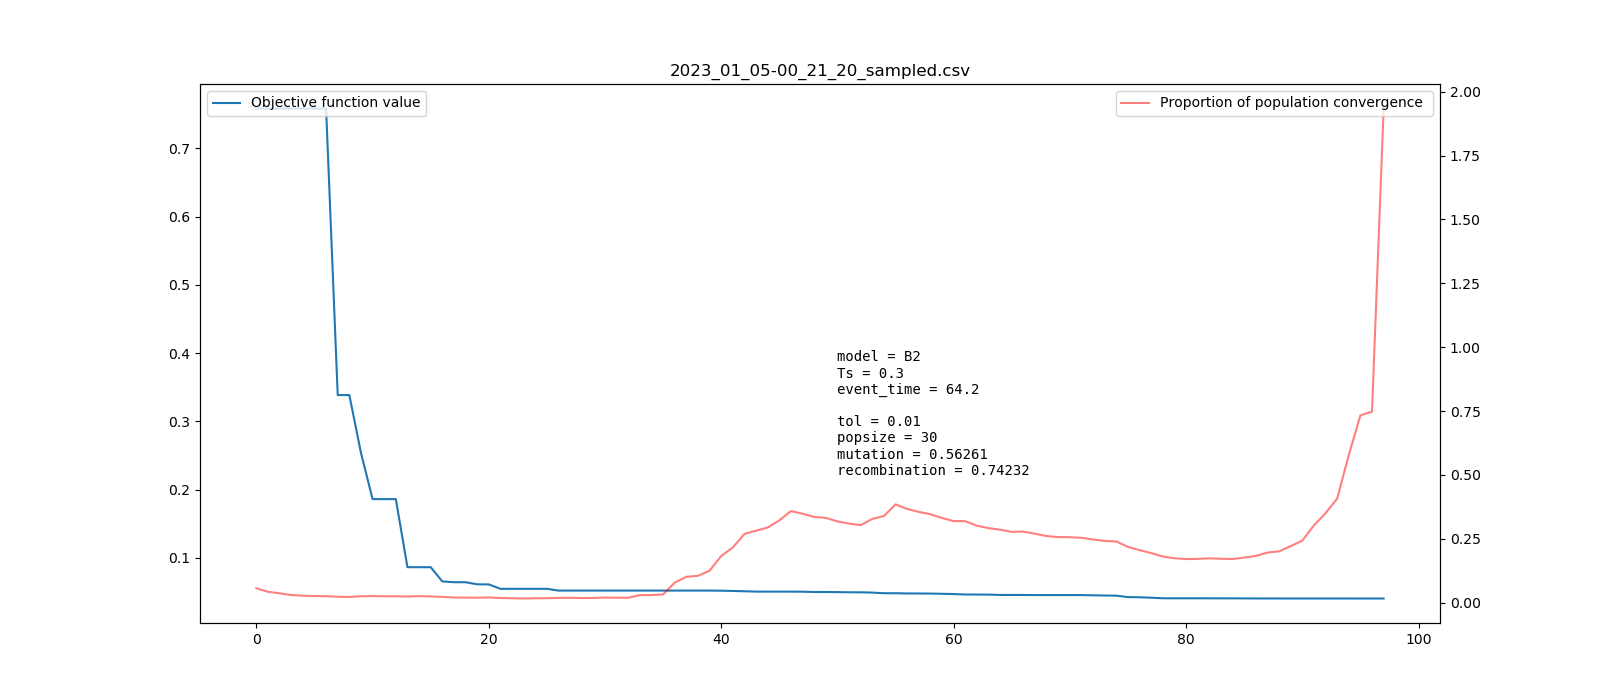 2023_01_05-00_21_20_sampled.csv
Objective function value
Proportion of population convergence
0.7
0.6
0.5
0.4
0.3
0.2
0.1
2.00
1.75
1.50
1.25
1.00
0.75
0.50
0.25
0.00
model = B2
Ts = 0.3
event_time = 64.2
tol = 0.01
popsize = 30
mutation = 0.56261
recombination = 0.74232
0
20
40
60
80
100